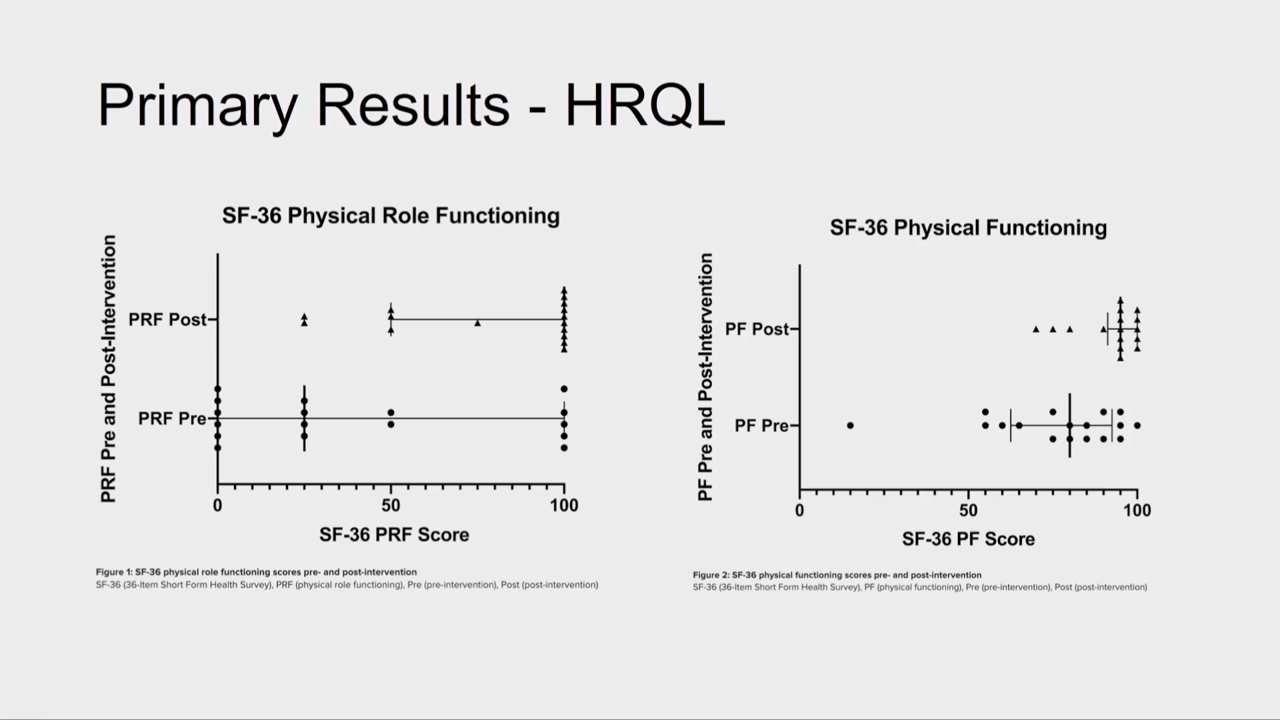 Primary Results - HRQL
SF-36 Physical Role Functioning
PRF Pre and Post-Intervention
PRF Post
PRF Pre
0 50 100
SF-36 PRF Score
Figure 1: SF-36 physical role functioning scores pre- and post-intervention
SF-36 (36-Item Short Form Health Survey), PRF (physical role functioning), Pre (pre-intervention), Post (post-intervention)
SF-36 Physical Functioning
PF Pre and Post-Intervention
PF Post
PF Pre
0 50 100
SF-36 PF Score
Figure 2: SF-36 physical functioning scores pre- and post-intervention
SF-36 (36-Item Short Form Health Survey), PF (physical functioning), Pre (pre-intervention), Post (post-intervention)